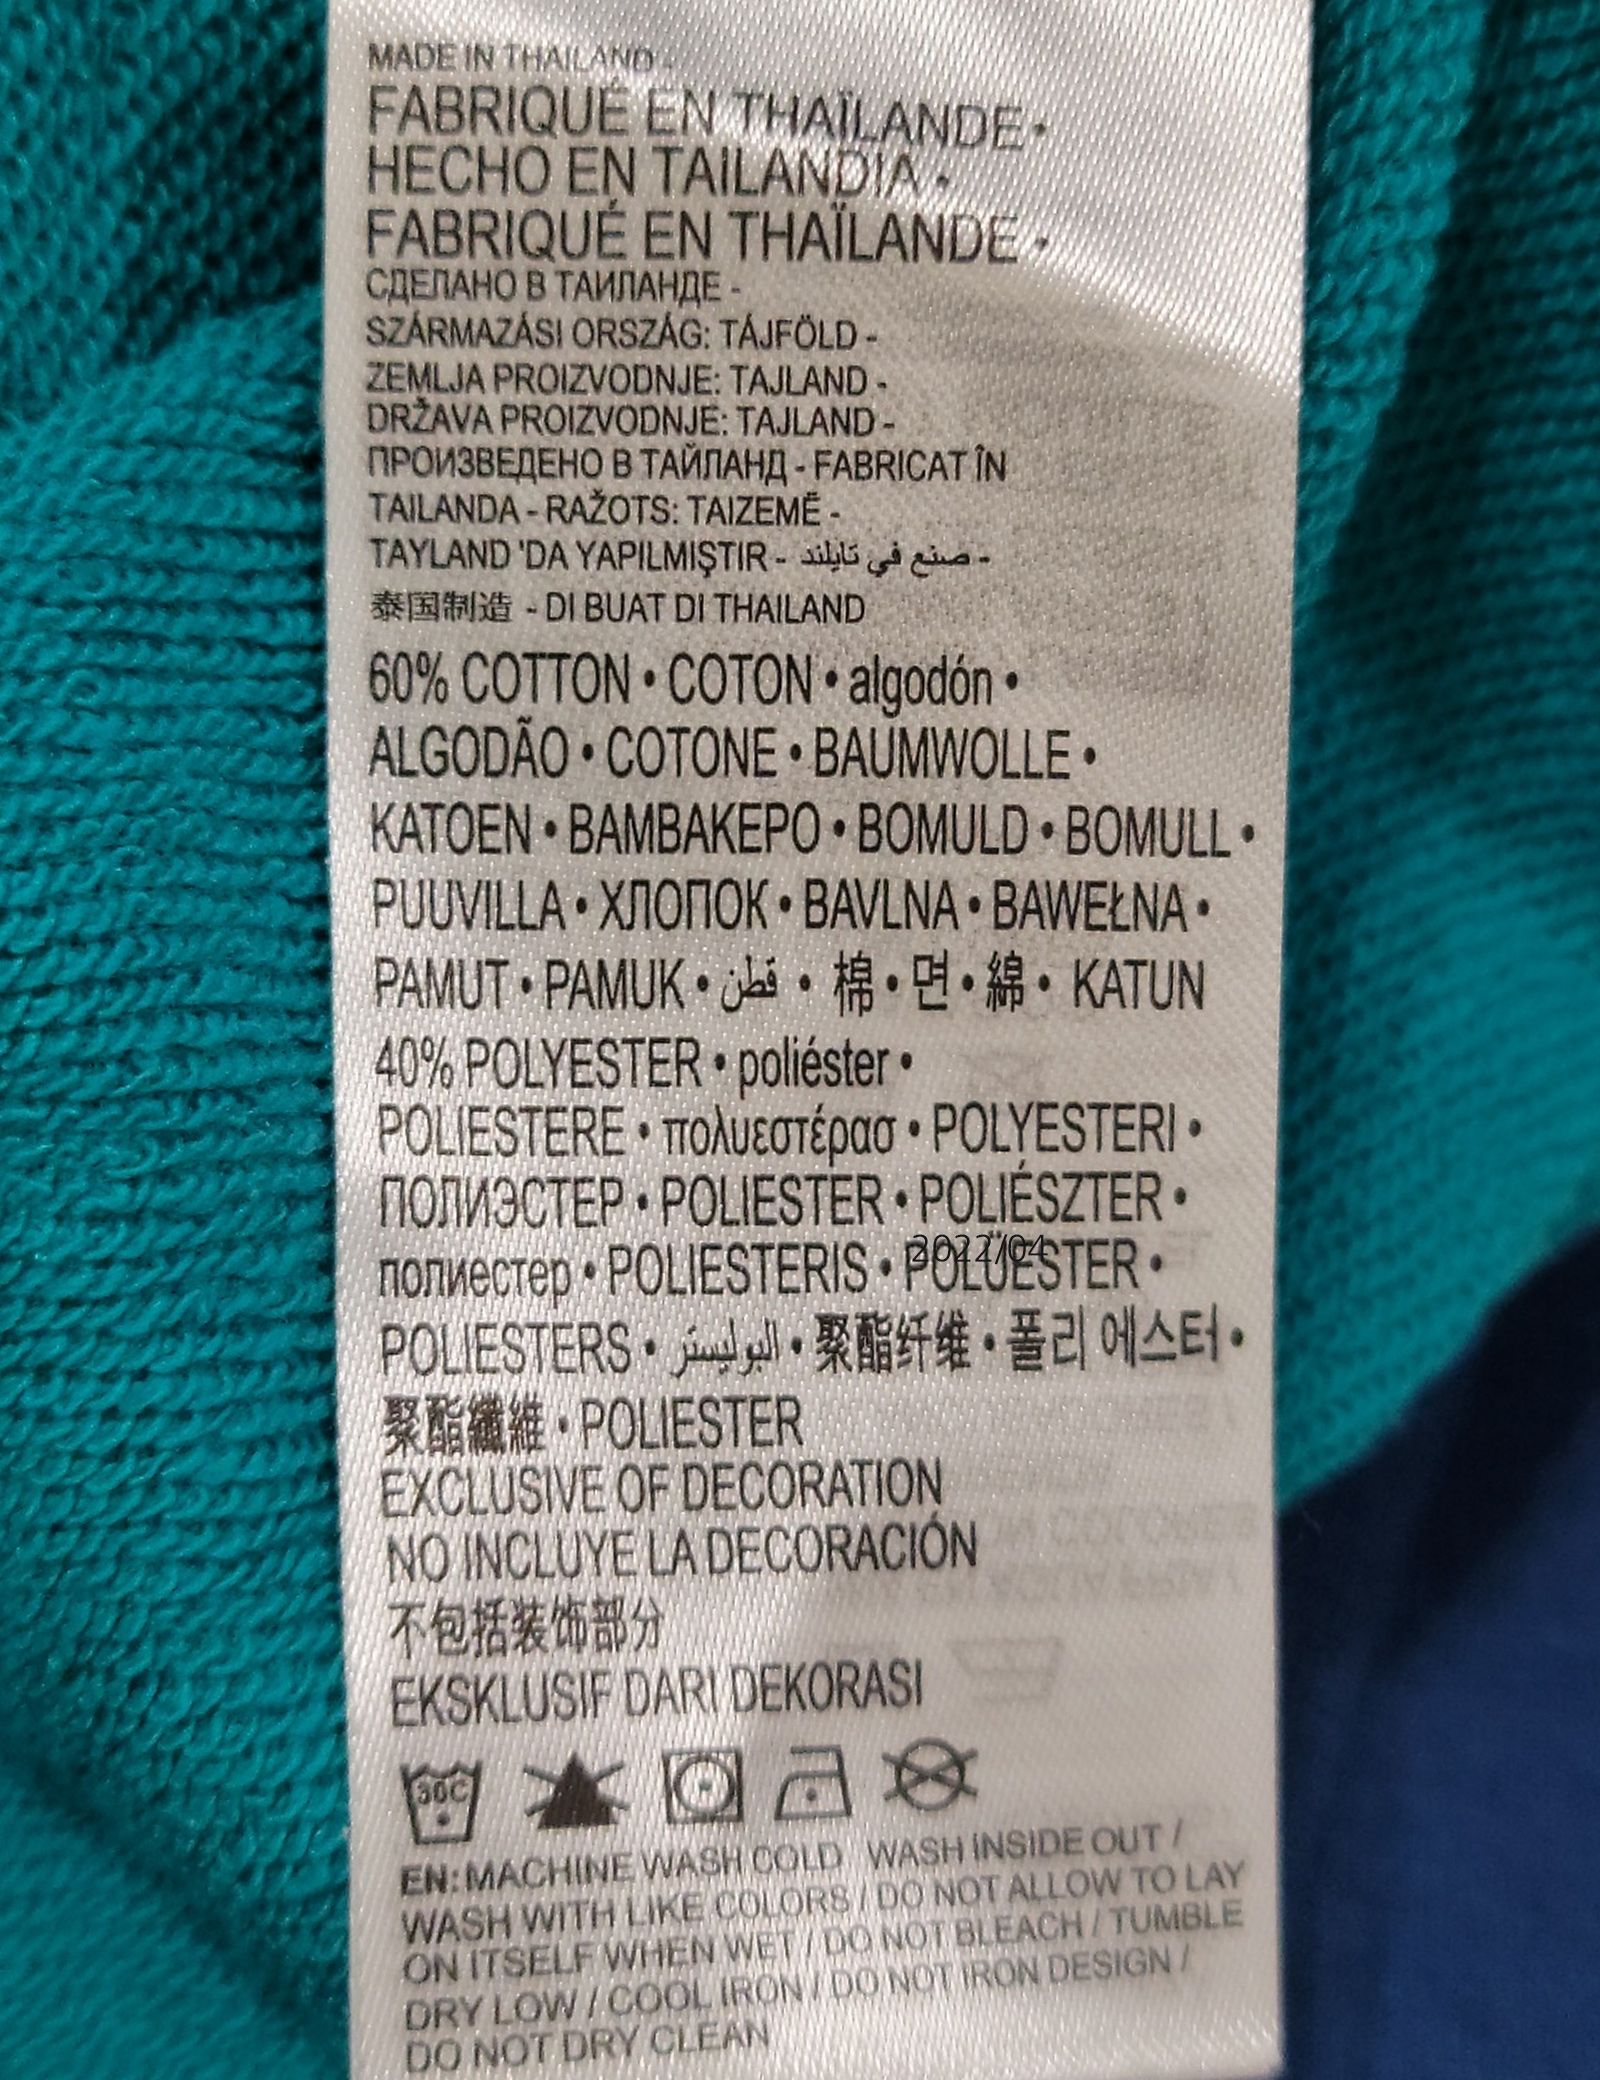 MADE IN THAILAND -
FABRIQUÉ EN THAÏLANDE •
HECHO EN TAILANDIA •
FABRIQUÉ EN THAÏLANDE •
СДЕЛАНО В ТАИЛАНДЕ -
SZÁRMAZÁSI ORSZÁG: TÁJFÖLD -
ZEMLJA PROIZVODNJE: TAJLAND -
DRŽAVA PROIZVODNJE: TAJLAND -
ПРОИЗВЕДЕНО В ТАЙЛАНД - FABRICAT ÎN
TAILANDA - RAŽOTS: TAIZEMĒ -
TAYLAND 'DA YAPILMIŞTIR - صنع في تايلند -
泰国制造 - DI BUAT DI THAILAND
60% COTTON • COTON • algodón •
ALGODÃO • COTONE • BAUMWOLLE •
KATOEN • BAMBAKEPO • BOMULD • BOMULL •
PUUVILLA • ХЛОПОК • BAVLNA • BAWEŁNA •
PAMUT • PAMUK • قطن • 棉 • 면 • 綿 • KATUN
40% POLYESTER • poliéster •
POLIESTERE • πολυεστέρασ • POLYESTERI •
ПОЛИЭСТЕР • POLIESTER • POLIÉSZTER •
2022/04
полиестер • POLIESTERIS • POLÜESTER •
POLIESTERS • البوليستر • 聚酯纤维 • 폴리 에스터 •
聚酯纖維 • POLIESTER
EXCLUSIVE OF DECORATION
NO INCLUYE LA DECORACIÓN
不包括装饰部分
EKSKLUSIF DARI DEKORASI
30C
EN: MACHINE WASH COLD WASH INSIDE OUT /
WASH WITH LIKE COLORS / DO NOT ALLOW TO LAY
ON ITSELF WHEN WET / DO NOT BLEACH / TUMBLE
DRY LOW / COOL IRON / DO NOT IRON DESIGN /
DO NOT DRY CLEAN